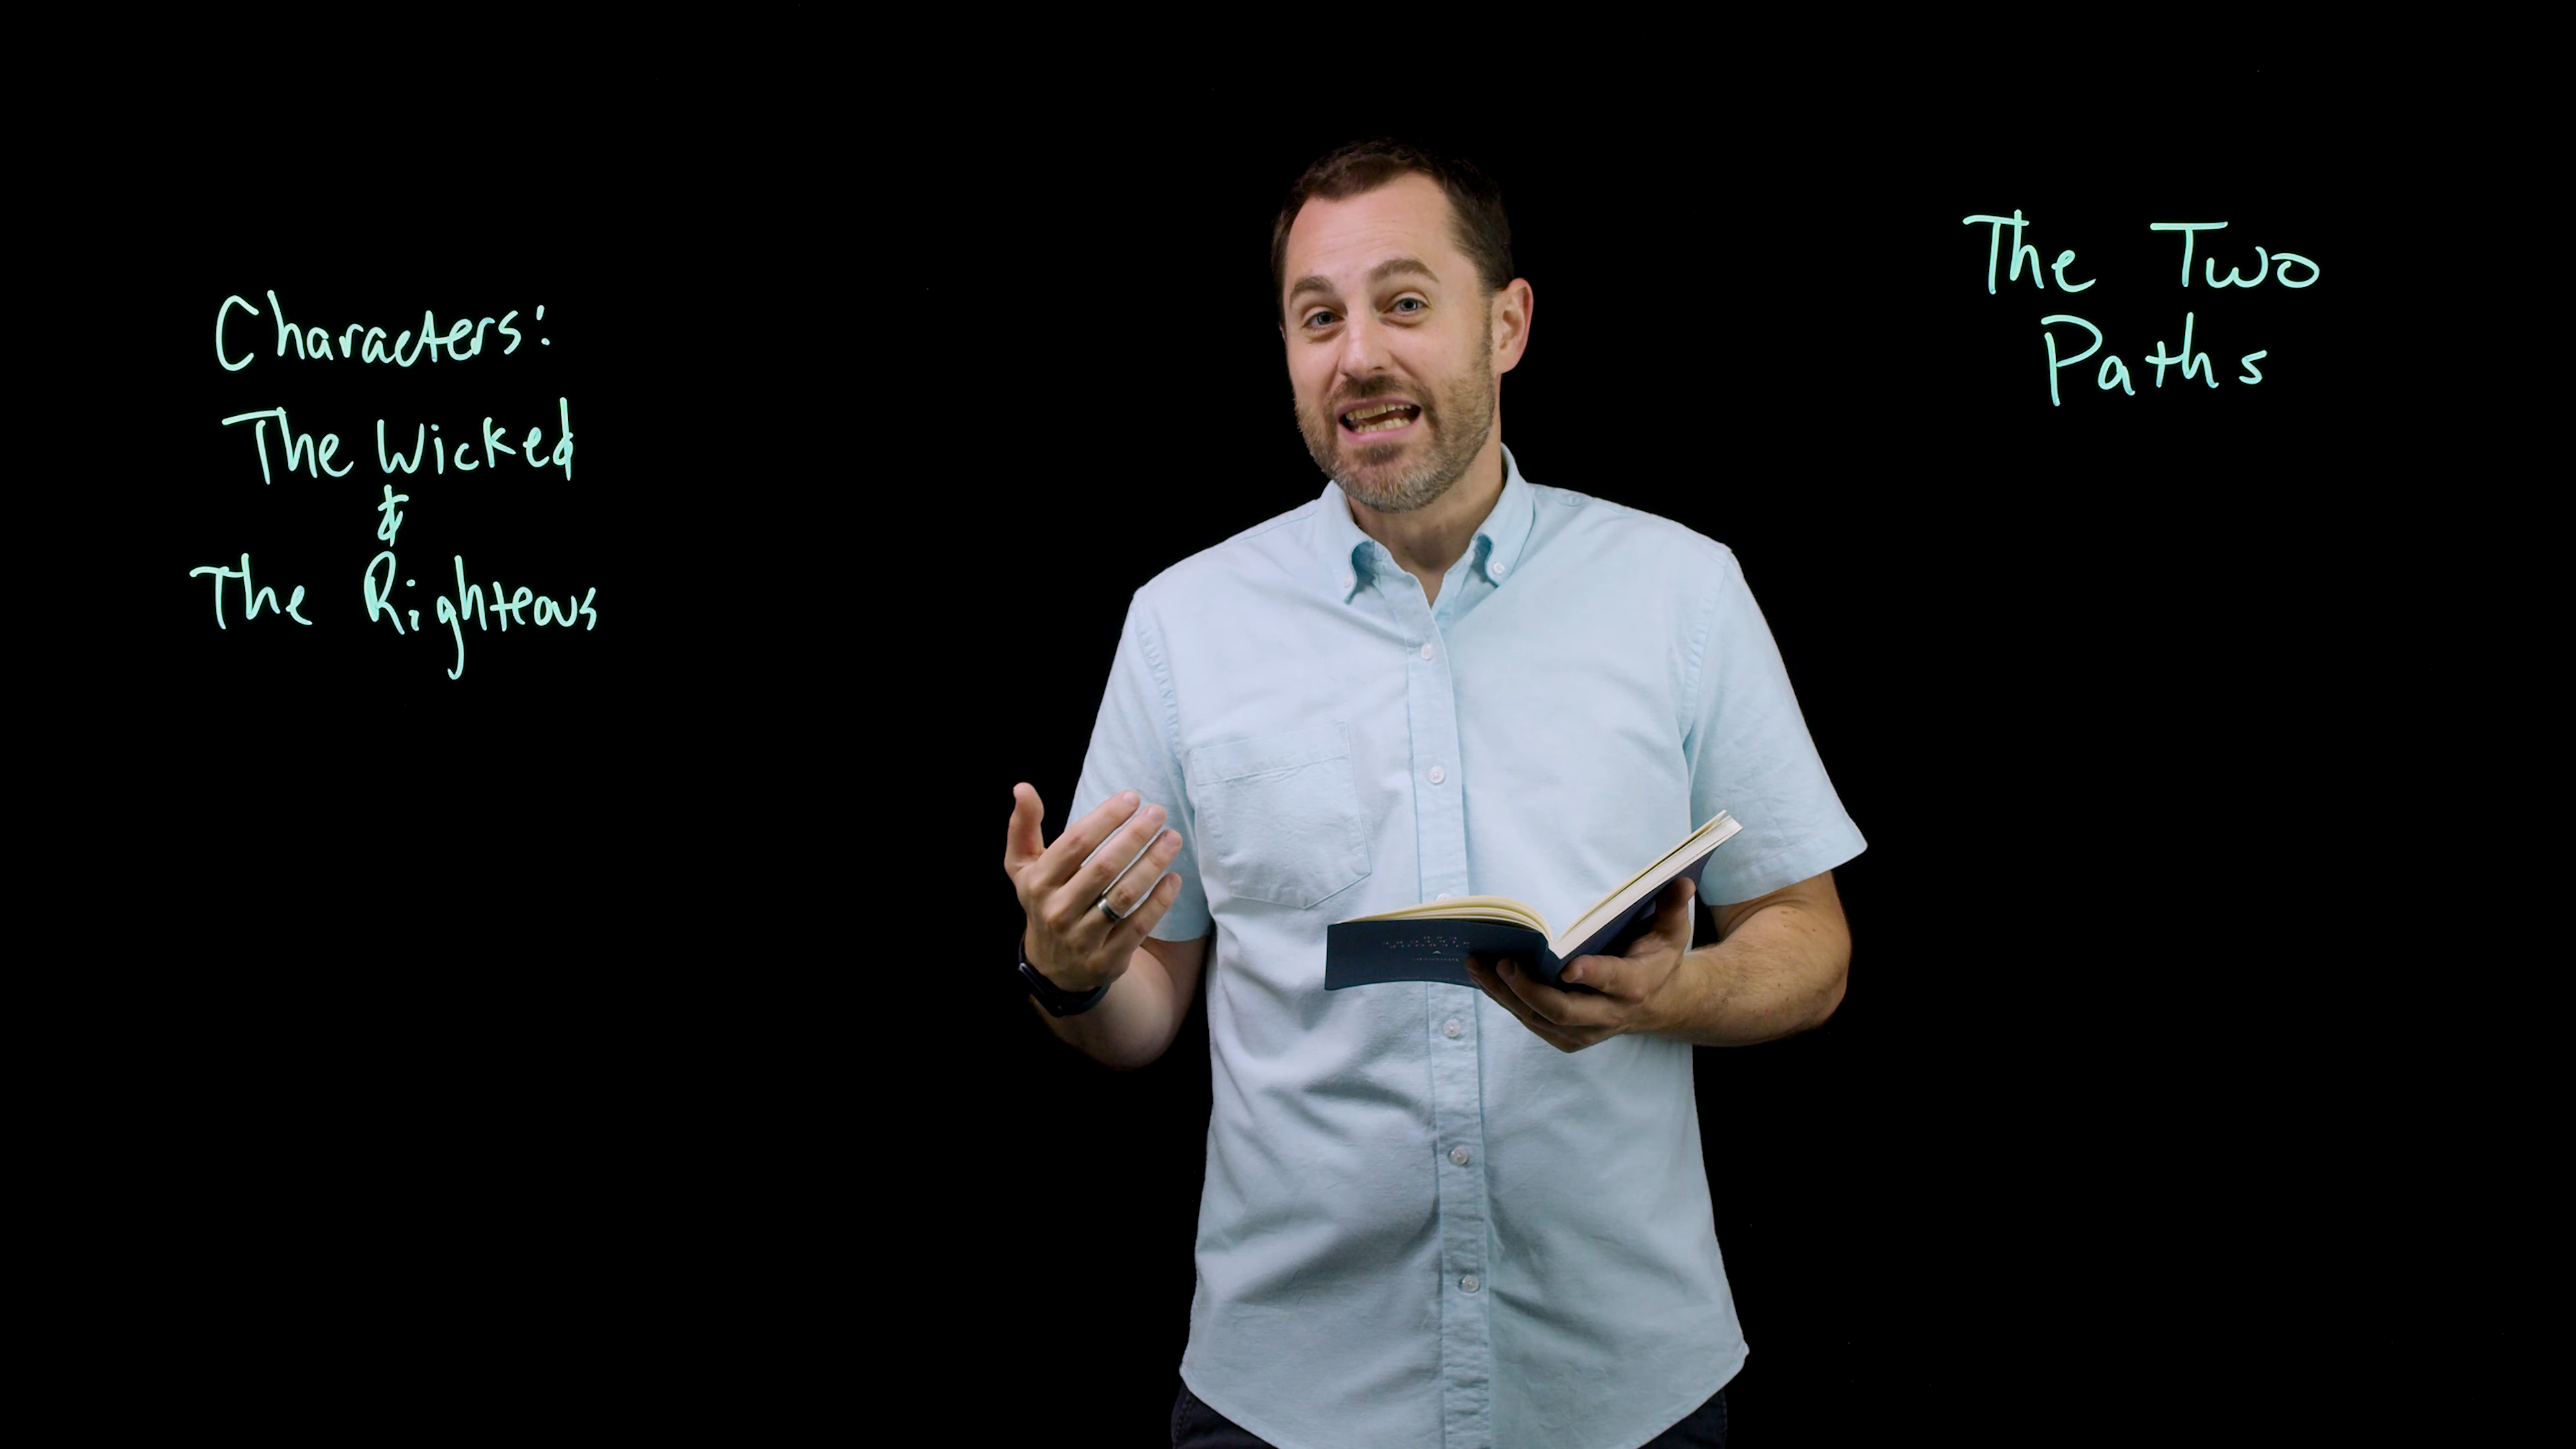 Characters:
The Wicked
&
The Righteous
The Two
Paths